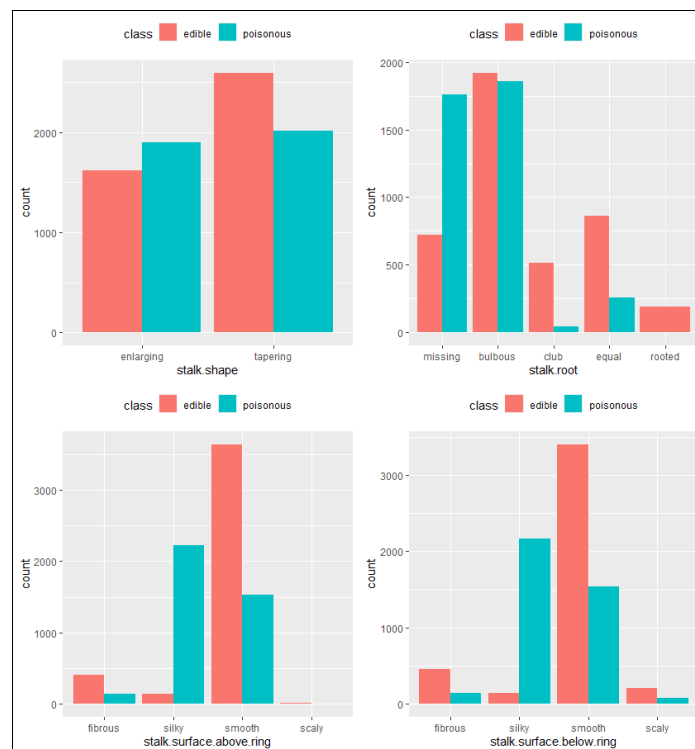 class edible poisonous
count
2000
1000
0
enlarging tapering
stalk.shape
class edible poisonous
count
2000
1500
1000
500
0
missing bulbous club equal rooted
stalk.root
class edible poisonous
count
3000
2000
1000
0
fibrous silky smooth scaly
stalk.surface.above.ring
class edible poisonous
count
3000
2000
1000
0
fibrous silky smooth scaly
stalk.surface.below.ring